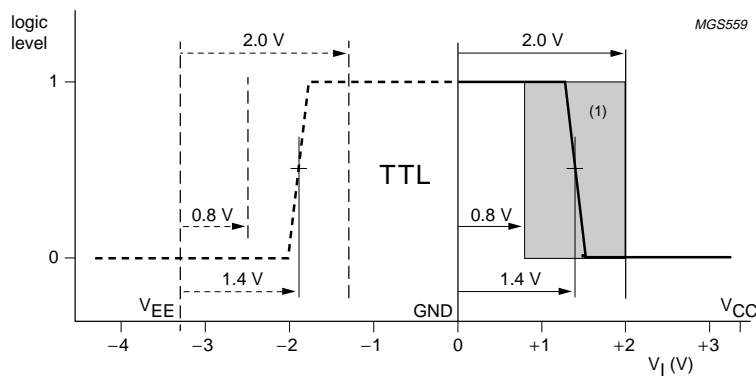 logic
level
MGS559
2.0 V
2.0 V
1
(1)
TTL
0.8 V
0.8 V
0
1.4 V
1.4 V
VEE
GND
VCC
−4 −3 −2 −1 0 +1 +2 +3
VI (V)